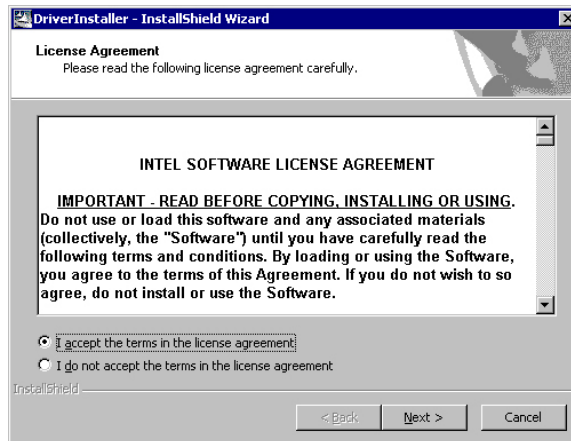 DriverInstaller - InstallShield Wizard
License Agreement
Please read the following license agreement carefully.
INTEL SOFTWARE LICENSE AGREEMENT
IMPORTANT - READ BEFORE COPYING, INSTALLING OR USING.
Do not use or load this software and any associated materials
(collectively, the "Software") until you have carefully read the
following terms and conditions. By loading or using the Software,
you agree to the terms of this Agreement. If you do not wish to so
agree, do not install or use the Software.
I accept the terms in the license agreement
I do not accept the terms in the license agreement
InstallShield
< Back Next > Cancel